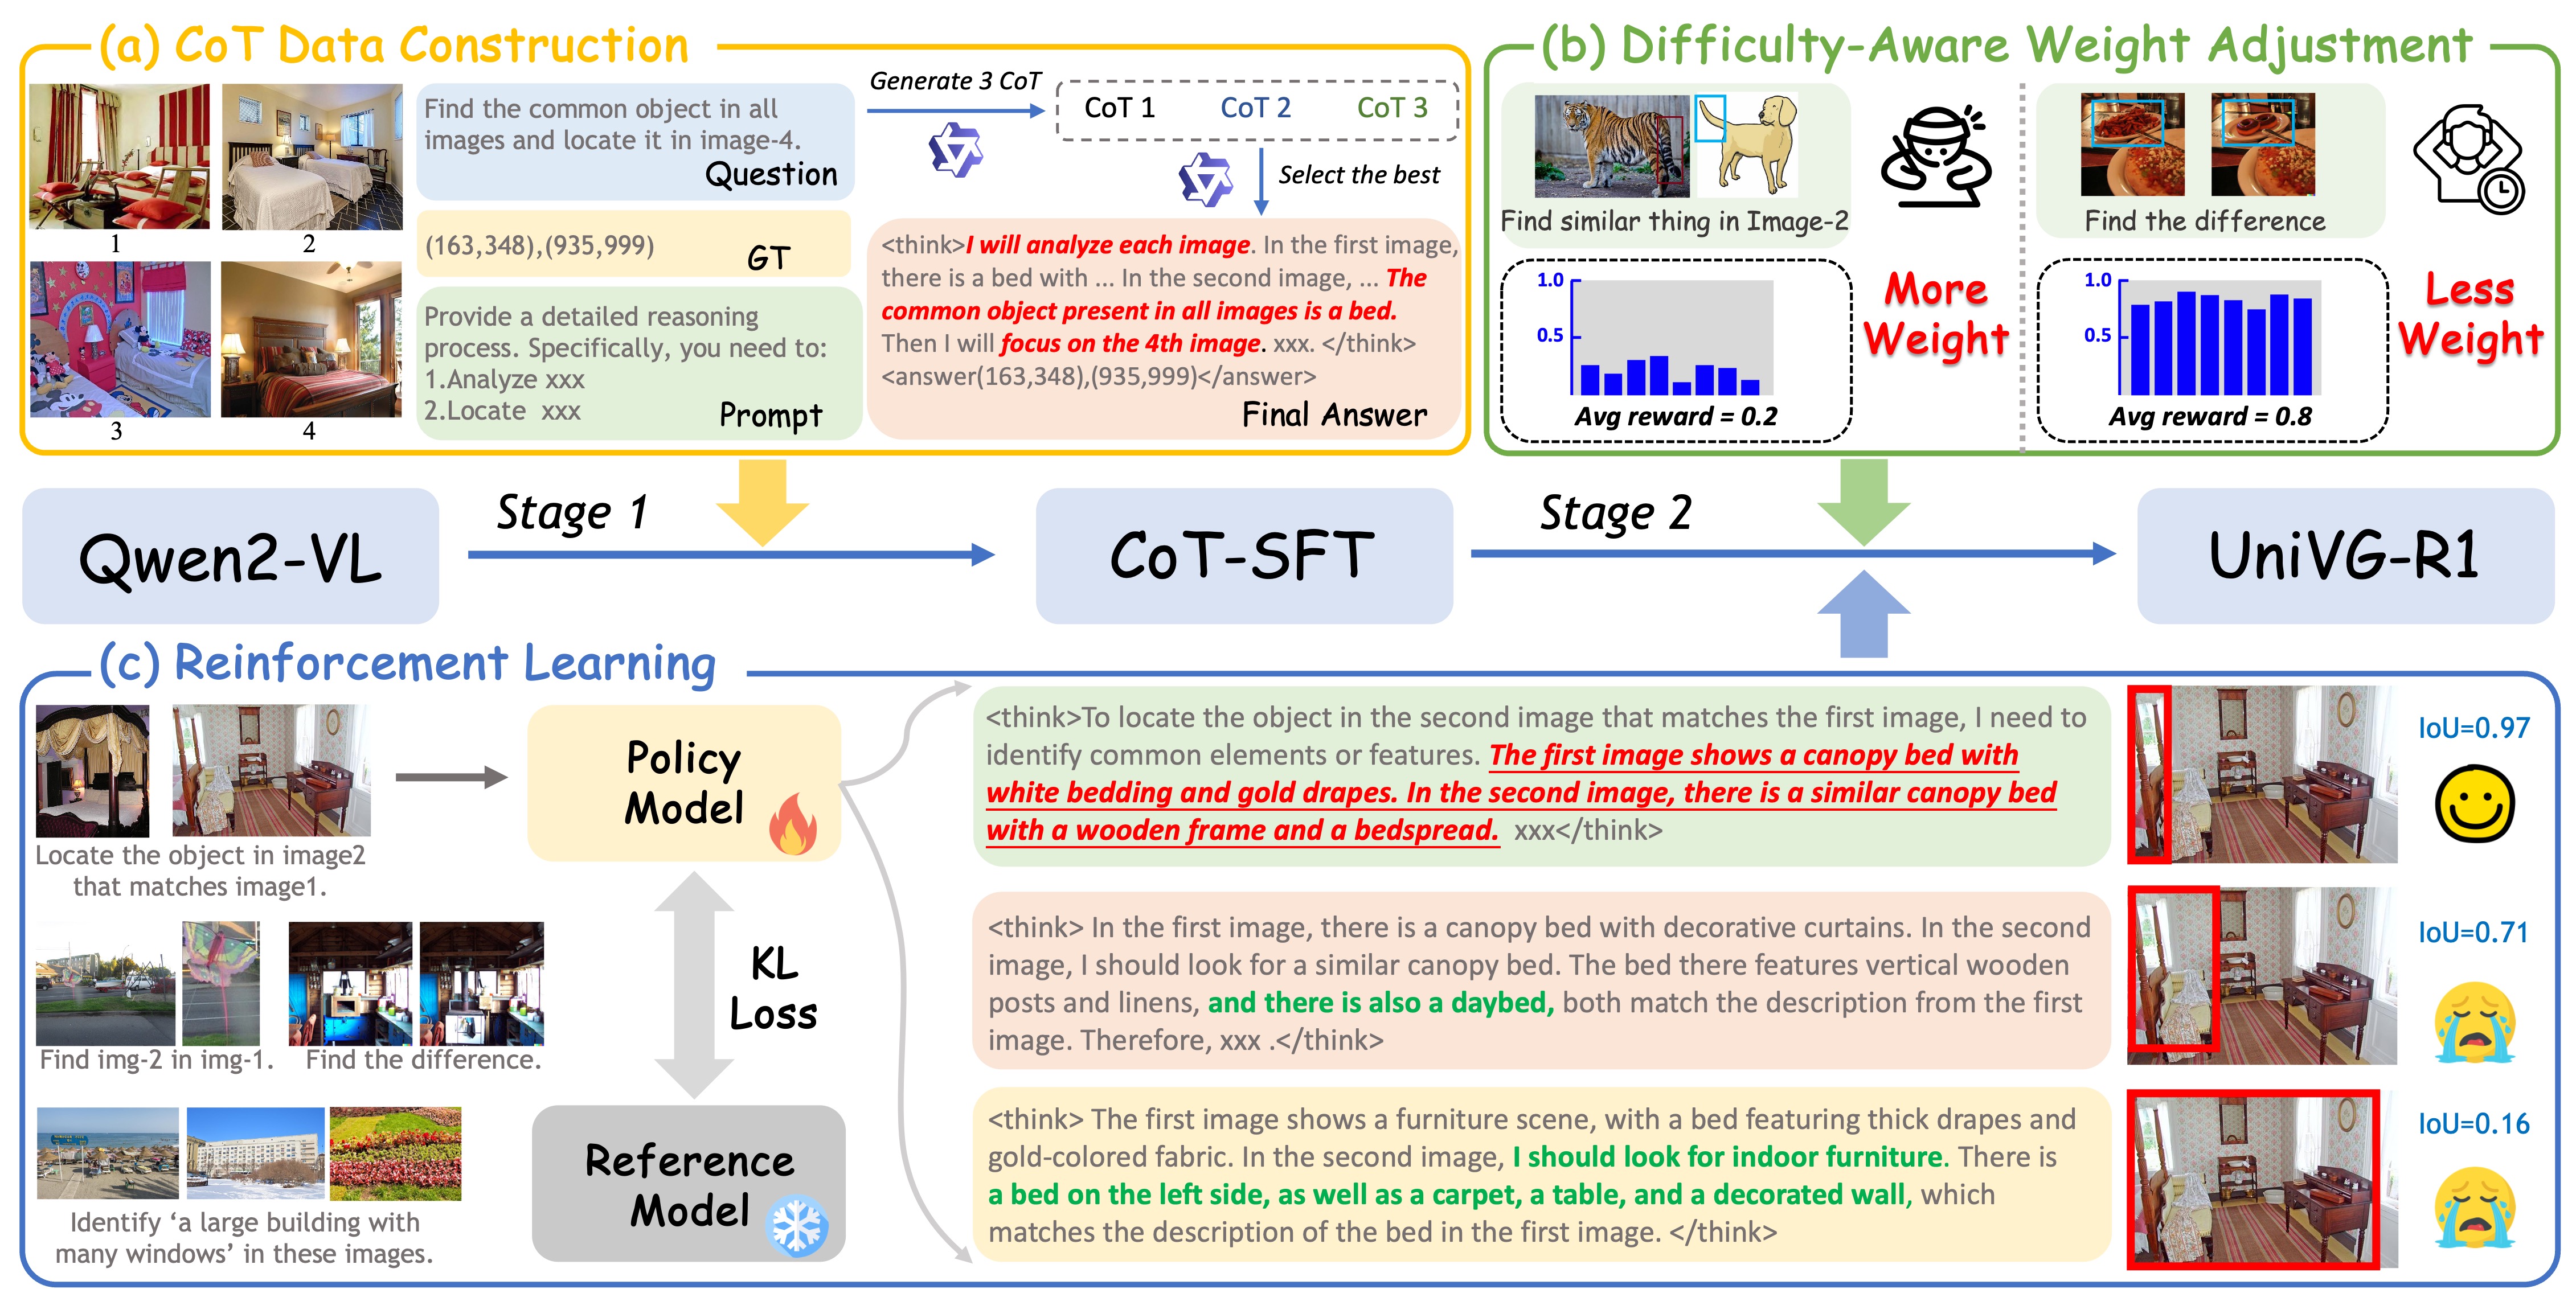 (a) CoT Data Construction
1
2
3
4
Find the common object in all
images and locate it in image-4.
Question
(163,348),(935,999)
GT
Provide a detailed reasoning
process. Specifically, you need to:
1.Analyze xxx
2.Locate xxx
Prompt
Generate 3 CoT
CoT 1
CoT 2
CoT 3
Select the best
<think>I will analyze each image. In the first image,
there is a bed with ... In the second image, ... The
common object present in all images is a bed.
Then I will focus on the 4th image. xxx. </think>
<answer(163,348),(935,999)</answer>
Final Answer
(b) Difficulty-Aware Weight Adjustment
Find similar thing in Image-2
1.0
0.5
Avg reward = 0.2
More
Weight
Find the difference
1.0
0.5
Avg reward = 0.8
Less
Weight
Qwen2-VL
Stage 1
CoT-SFT
Stage 2
UniVG-R1
(c) Reinforcement Learning
Locate the object in image2
that matches image1.
Find img-2 in img-1.
Find the difference.
Identify ‘a large building with
many windows’ in these images.
Policy
Model
KL
Loss
Reference
Model
<think>To locate the object in the second image that matches the first image, I need to
identify common elements or features. The first image shows a canopy bed with
white bedding and gold drapes. In the second image, there is a similar canopy bed
with a wooden frame and a bedspread. xxx</think>
IoU=0.97
<think> In the first image, there is a canopy bed with decorative curtains. In the second
image, I should look for a similar canopy bed. The bed there features vertical wooden
posts and linens, and there is also a daybed, both match the description from the first
image. Therefore, xxx .</think>
IoU=0.71
<think> The first image shows a furniture scene, with a bed featuring thick drapes and
gold-colored fabric. In the second image, I should look for indoor furniture. There is
a bed on the left side, as well as a carpet, a table, and a decorated wall, which
matches the description of the bed in the first image. </think>
IoU=0.16